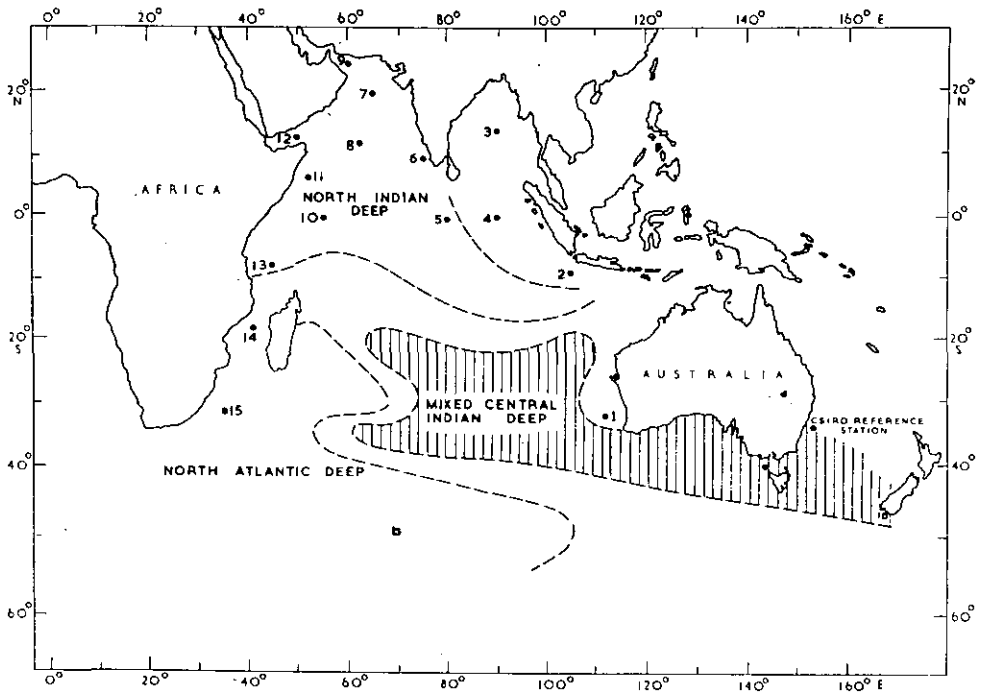 0° 20° 40° 60° 80° 100° 120° 140° 160° E
20°
N
0°
20°
S
40°
60°
20°
N
0°
20°
S
40°
60°
9
7
3
12
8
6
11
AFRICA
NORTH INDIAN
DEEP
10
5
4
13
2
14
AUSTRALIA
MIXED CENTRAL
INDIAN DEEP
1
15
CSIRO REFERENCE
STATION
NORTH ATLANTIC DEEP
0° 20° 40° 60° 80° 100° 120° 140° 160° E